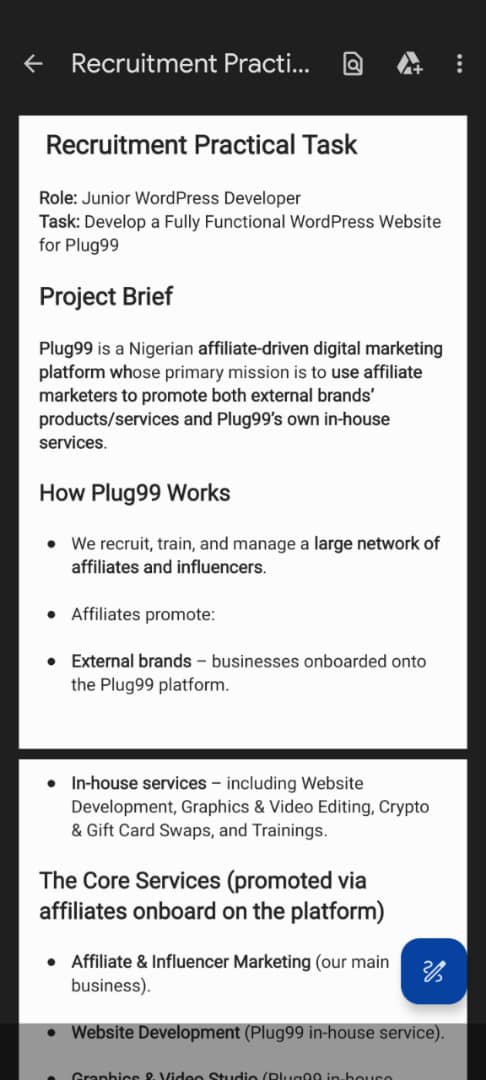 Recruitment Practi...
Recruitment Practical Task
Role: Junior WordPress Developer
Task: Develop a Fully Functional WordPress Website
for Plug99
Project Brief
Plug99 is a Nigerian affiliate-driven digital marketing
platform whose primary mission is to use affiliate
marketers to promote both external brands’
products/services and Plug99’s own in-house
services.
How Plug99 Works
• We recruit, train, and manage a large network of
affiliates and influencers.
• Affiliates promote:
• External brands – businesses onboarded onto
the Plug99 platform.
• In-house services – including Website
Development, Graphics & Video Editing, Crypto
& Gift Card Swaps, and Trainings.
The Core Services (promoted via
affiliates onboard on the platform)
• Affiliate & Influencer Marketing (our main
business).
• Website Development (Plug99 in-house service).
• Graphics & Video Studio (Plug99 in-house